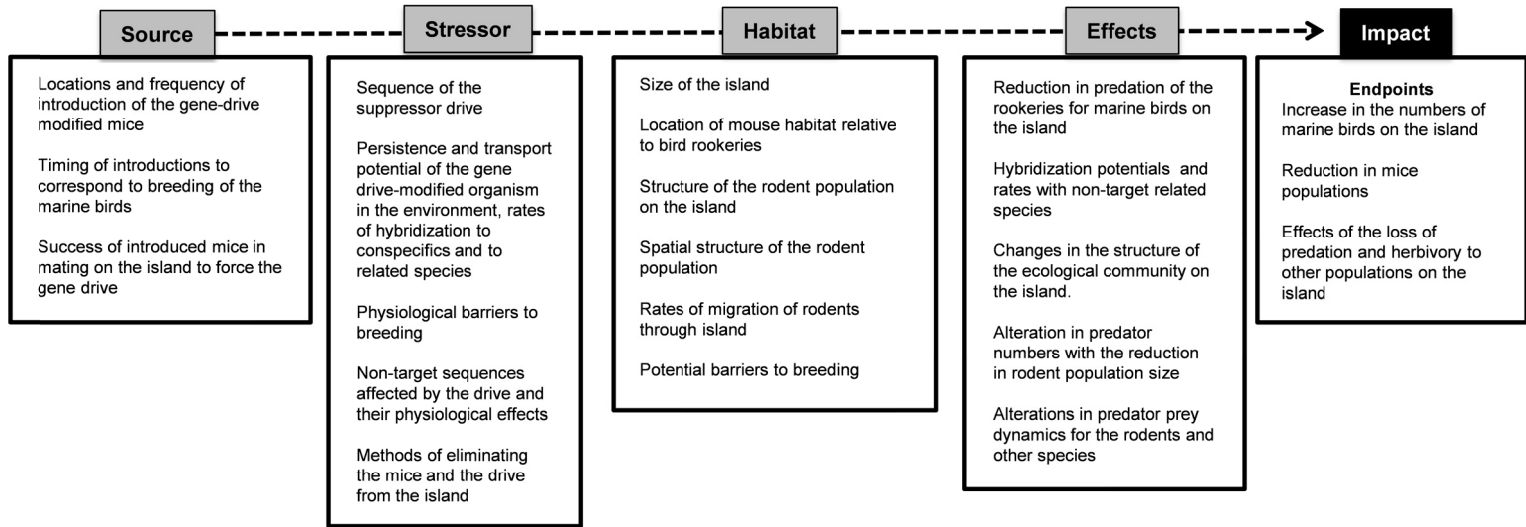 Source
Stressor
Habitat
Effects
Impact
Locations and frequency of
introduction of the gene-drive
modified mice
Timing of introductions to
correspond to breeding of the
marine birds
Success of introduced mice in
mating on the island to force the
gene drive
Sequence of the
suppressor drive
Persistence and transport
potential of the gene
drive-modified organism
in the environment, rates
of hybridization to
conspecifics and to
related species
Physiological barriers to
breeding
Non-target sequences
affected by the drive and
their physiological effects
Methods of eliminating
the mice and the drive
from the island
Size of the island
Location of mouse habitat relative
to bird rookeries
Structure of the rodent population
on the island
Spatial structure of the rodent
population
Rates of migration of rodents
through island
Potential barriers to breeding
Reduction in predation of the
rookeries for marine birds on
the island
Hybridization potentials and
rates with non-target related
species
Changes in the structure of
the ecological community on
the island.
Alteration in predator
numbers with the reduction
in rodent population size
Alterations in predator prey
dynamics for the rodents and
other species
Endpoints
Increase in the numbers of
marine birds on the island
Reduction in mice
populations
Effects of the loss of
predation and herbivory to
other populations on the
island